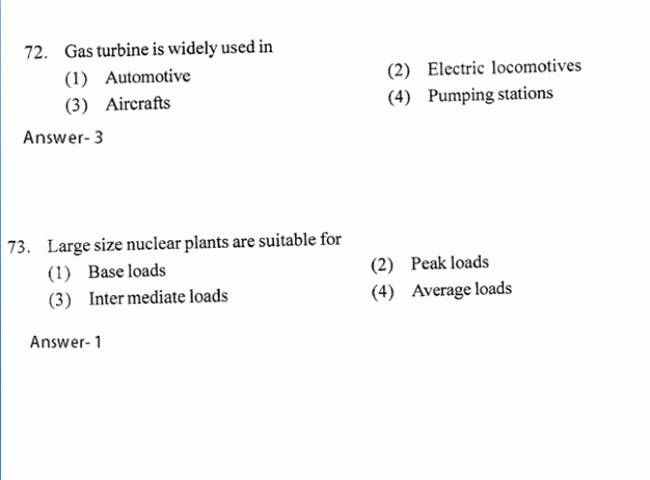 72. Gas turbine is widely used in
(1) Automotive (2) Electric locomotives
(3) Aircrafts (4) Pumping stations
Answer- 3
73. Large size nuclear plants are suitable for
(1) Base loads (2) Peak loads
(3) Inter mediate loads (4) Average loads
Answer- 1